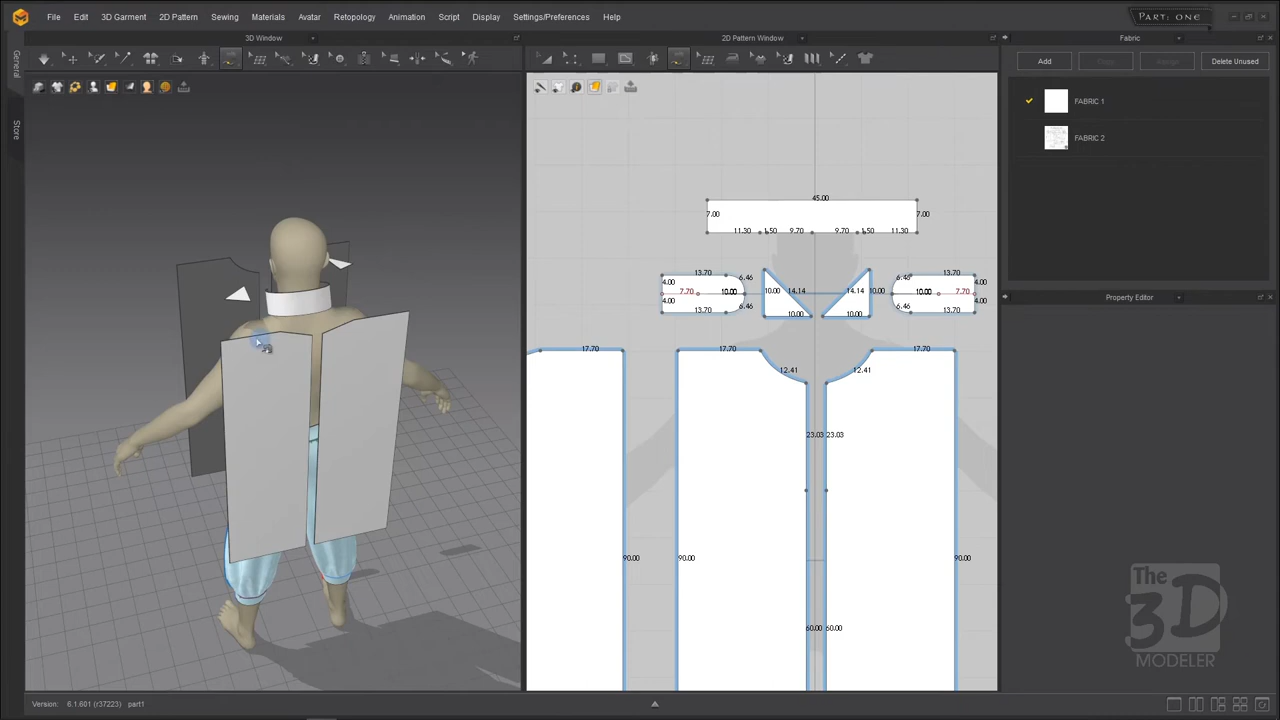 File Edit 3D Garment 2D Pattern Sewing Materials Avatar Retopology Animation Script Display Settings/Preferences Help
PART: ONE
General
Store
3D Window
2D Pattern Window
Fabric
Add
Delete Unused
FABRIC 1
FABRIC 2
Property Editor
45.00
7.00 7.00
11.30 1.50 9.70 9.70 1.50 11.30
13.70 6.46 6.46 13.70
4.00 4.00
7.70 10.00 10.00 14.14 14.14 10.00 10.00 7.70
4.00 6.46 6.46 4.00
13.70 10.00 10.00 13.70
17.70 17.70 17.70
12.41 12.41
23.03 23.03
90.00 90.00 90.00
60.00 60.00
The
3D
MODELER
Version: 6.1.601 (r37223) part1